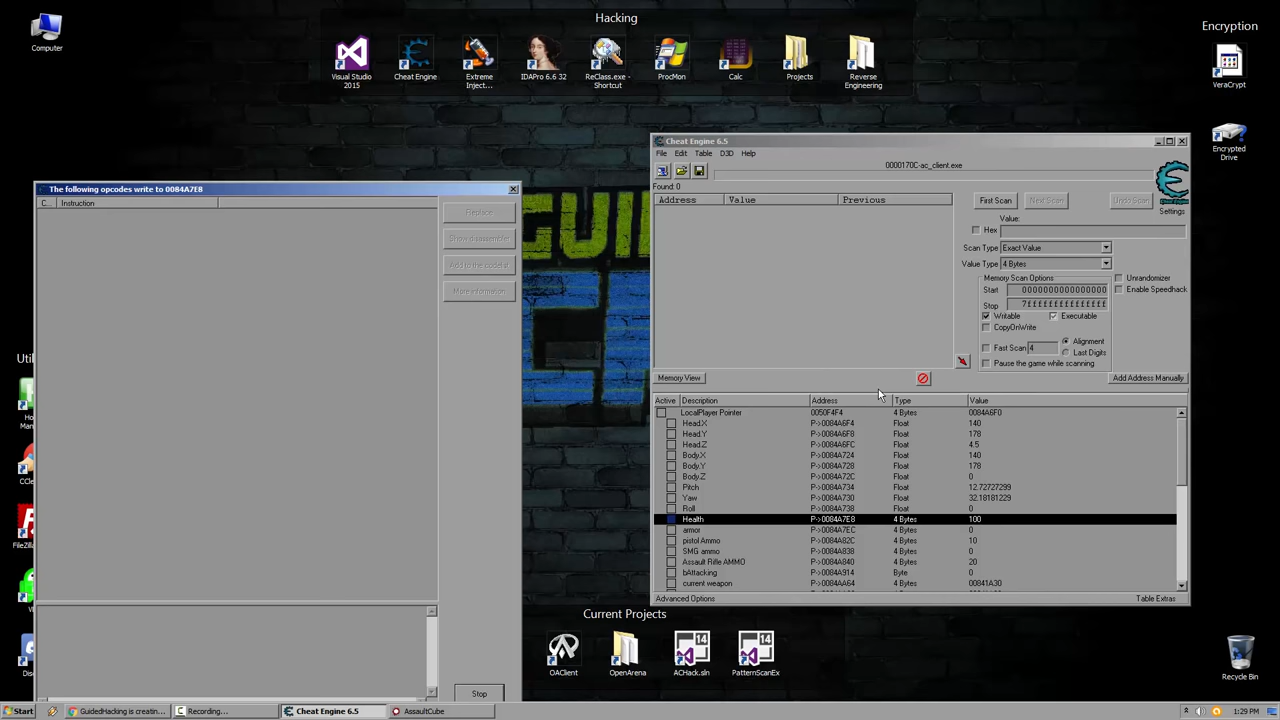 Hacking
Encryption
Computer
Visual Studio
2015
Cheat Engine
Extreme
Inject...
IDAPro 6.6 32
ReClass.exe -
Shortcut
ProcMon
Calc
Projects
Reverse
Engineering
VeraCrypt
Encrypted
Drive
The following opcodes write to 0084A7E8
C... Instruction
Replace
Show disassembler
Add to the codelist
More information
Stop
Cheat Engine 6.5
File Edit Table D3D Help
0000170C-ac_client.exe
Found: 0
Address Value Previous
First Scan Next Scan Undo Scan
Cheat Engine
Settings
Value:
Hex
Scan Type Exact Value
Value Type 4 Bytes
Memory Scan Options
Start 0000000000000000
Stop 7fffffffffffffff
Writable Executable
CopyOnWrite
Fast Scan 4 Alignment
Last Digits
Pause the game while scanning
Unrandomizer
Enable Speedhack
Memory View
Add Address Manually
Active Description Address Type Value
LocalPlayer Pointer 0050F4F4 4 Bytes 0084A6F0
Head.X P->0084A6F4 Float 140
Head.Y P->0084A6F8 Float 178
Head.Z P->0084A6FC Float 4.5
Body.X P->0084A724 Float 140
Body.Y P->0084A728 Float 178
Body.Z P->0084A72C Float 0
Pitch P->0084A734 Float 12.72727299
Yaw P->0084A730 Float 32.18181229
Roll P->0084A738 Float 0
Health P->0084A7E8 4 Bytes 100
armor P->0084A7EC 4 Bytes 0
pistol Ammo P->0084A82C 4 Bytes 10
SMG ammo P->0084A838 4 Bytes 0
Assault Rifle AMMO P->0084A840 4 Bytes 20
bAttacking P->0084A914 Byte 0
current weapon P->0084AA64 4 Bytes 00841A30
Advanced Options Table Extras
Current Projects
OAClient
OpenArena
14
ACHack.sln
14
PatternScanEx
Recycle Bin
Start
GuidedHacking is creatin...
Recording...
Cheat Engine 6.5
AssaultCube
1:29 PM